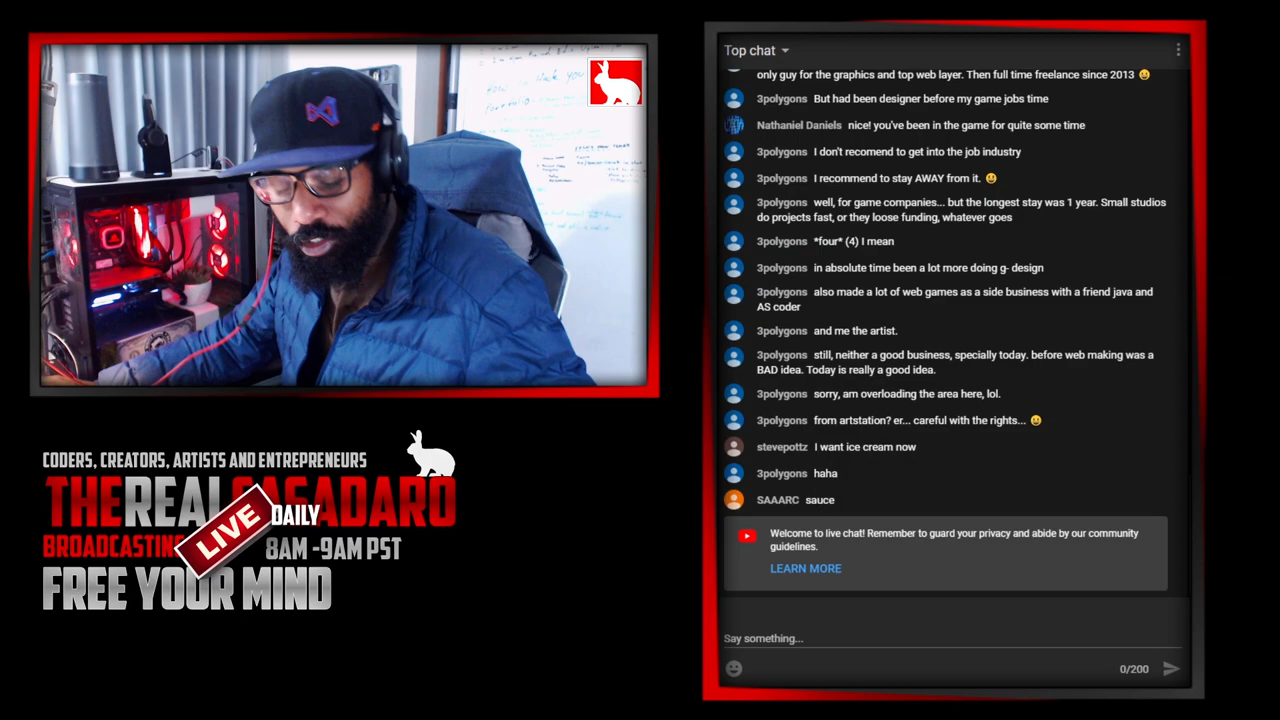 Top chat
only guy for the graphics and top web layer. Then full time freelance since 2013
3polygons But had been designer before my game jobs time
Nathaniel Daniels nice! you've been in the game for quite some time
3polygons I don't recommend to get into the job industry
3polygons I recommend to stay AWAY from it.
3polygons well, for game companies... but the longest stay was 1 year. Small studios
do projects fast, or they loose funding, whatever goes
3polygons *four* (4) I mean
3polygons in absolute time been a lot more doing g- design
3polygons also made a lot of web games as a side business with a friend java and
AS coder
3polygons and me the artist.
3polygons still, neither a good business, specially today. before web making was a
BAD idea. Today is really a good idea.
3polygons sorry, am overloading the area here, lol.
3polygons from artstation? er... careful with the rights...
stevepottz I want ice cream now
3polygons haha
SAAARC sauce
Welcome to live chat! Remember to guard your privacy and abide by our community
guidelines.
LEARN MORE
Say something...
0/200
CODERS, CREATORS, ARTISTS AND ENTREPRENEURS
THEREAL
LIVE
DAILY
BROADCASTING
8AM -9AM PST
FREE YOUR MIND